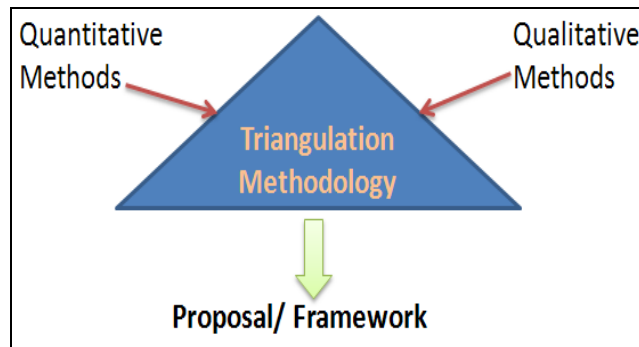 Quantitative
Methods
Qualitative
Methods
Triangulation
Methodology
Proposal/ Framework